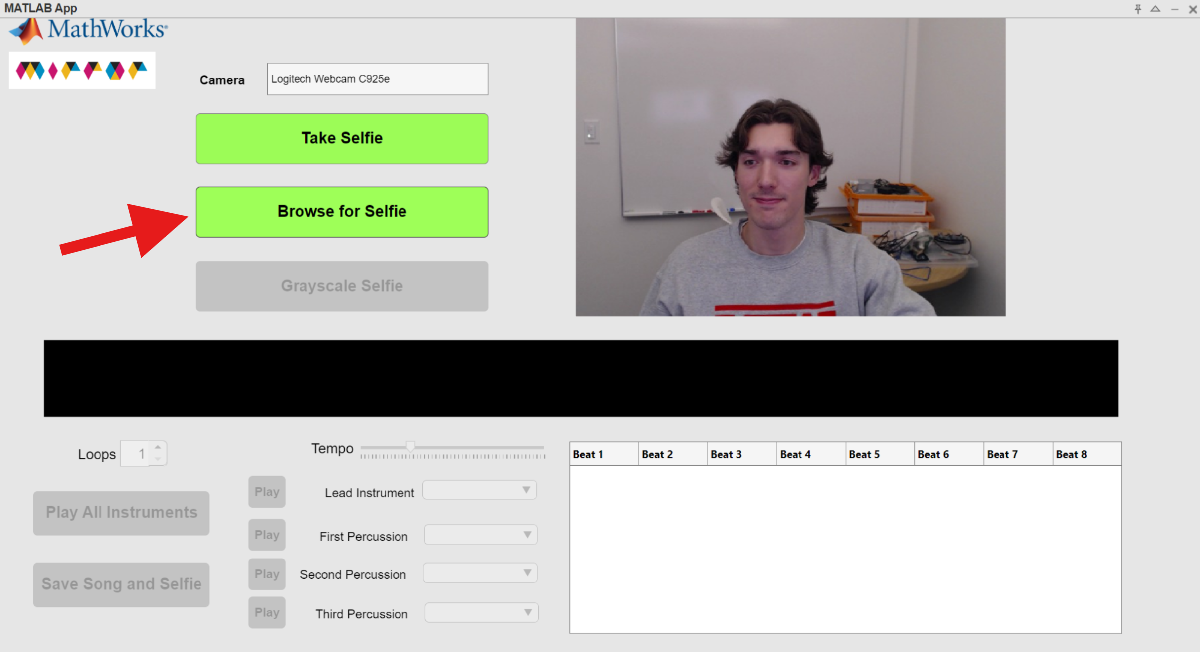 MATLAB App
MathWorks®
Camera
Logitech Webcam C925e
Take Selfie
Browse for Selfie
Grayscale Selfie
Loops
1
Tempo
Play All Instruments
Save Song and Selfie
Play
Lead Instrument
Play
First Percussion
Play
Second Percussion
Play
Third Percussion
Beat 1 Beat 2 Beat 3 Beat 4 Beat 5 Beat 6 Beat 7 Beat 8